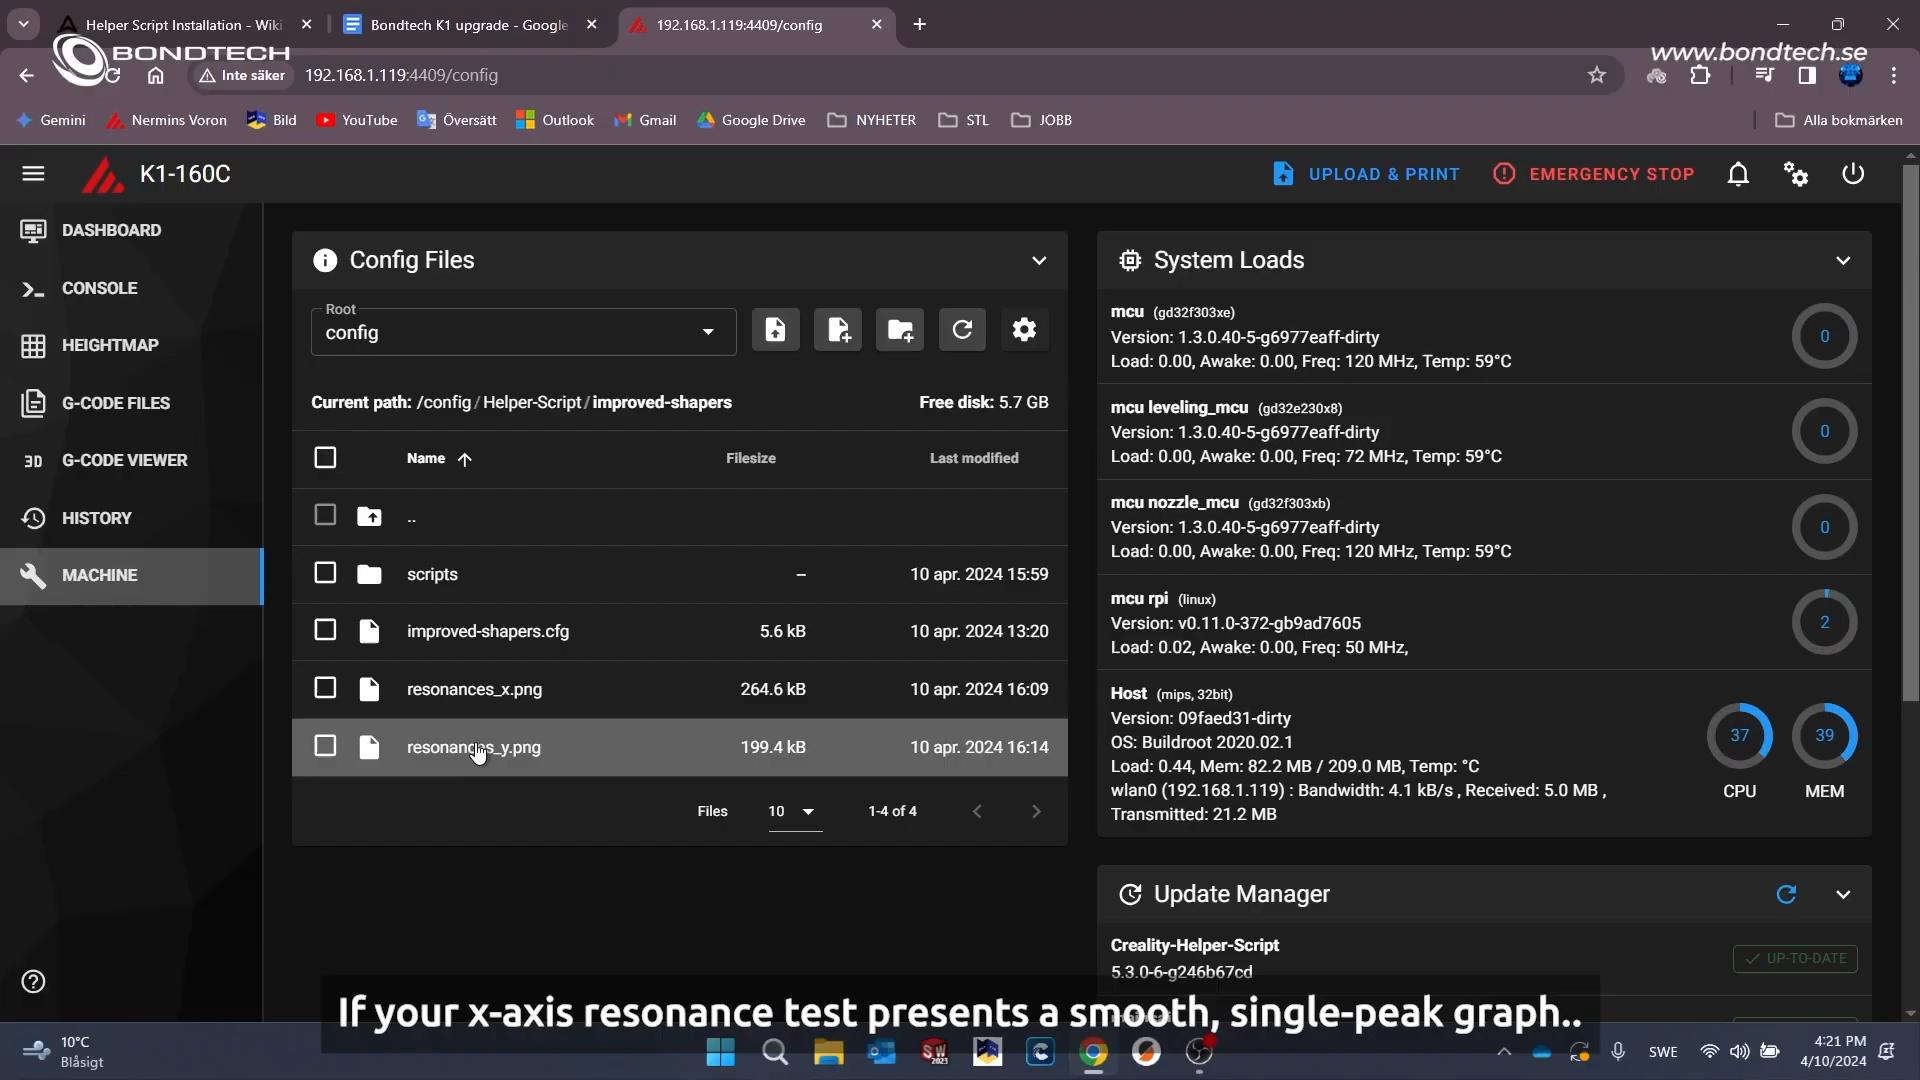 Helper Script Installation - Wiki
Bondtech K1 upgrade - Google
192.168.1.119:4409/config
BONDTECH
www.bondtech.se
Inte säker
192.168.1.119:4409/config
Gemini
Nermins Voron
Bild
YouTube
Översätt
Outlook
Gmail
Google Drive
NYHETER
STL
JOBB
Alla bokmärken
K1-160C
UPLOAD & PRINT
EMERGENCY STOP
DASHBOARD
CONSOLE
HEIGHTMAP
G-CODE FILES
3D G-CODE VIEWER
HISTORY
MACHINE
Config Files
Root
config
Current path: /config/Helper-Script/improved-shapers
Free disk: 5.7 GB
Name
Filesize
Last modified
..
scripts
–
10 apr. 2024 15:59
improved-shapers.cfg
5.6 kB
10 apr. 2024 13:20
resonances_x.png
264.6 kB
10 apr. 2024 16:09
resonances_y.png
199.4 kB
10 apr. 2024 16:14
Files
10
1-4 of 4
System Loads
mcu (gd32f303xe)
Version: 1.3.0.40-5-g6977eaff-dirty
Load: 0.00, Awake: 0.00, Freq: 120 MHz, Temp: 59°C
0
mcu leveling_mcu (gd32e230x8)
Version: 1.3.0.40-5-g6977eaff-dirty
Load: 0.00, Awake: 0.00, Freq: 72 MHz, Temp: 59°C
0
mcu nozzle_mcu (gd32f303xb)
Version: 1.3.0.40-5-g6977eaff-dirty
Load: 0.00, Awake: 0.00, Freq: 120 MHz, Temp: 59°C
0
mcu rpi (linux)
Version: v0.11.0-372-gb9ad7605
Load: 0.02, Awake: 0.00, Freq: 50 MHz,
2
Host (mips, 32bit)
Version: 09faed31-dirty
OS: Buildroot 2020.02.1
Load: 0.44, Mem: 82.2 MB / 209.0 MB, Temp: °C
wlan0 (192.168.1.119) : Bandwidth: 4.1 kB/s , Received: 5.0 MB ,
Transmitted: 21.2 MB
37
CPU
39
MEM
Update Manager
Creality-Helper-Script
5.3.0-6-g246b67cd
UP-TO-DATE
If your x-axis resonance test presents a smooth, single-peak graph..
10°C
Blåsigt
SW
2023
SWE
4:21 PM
4/10/2024